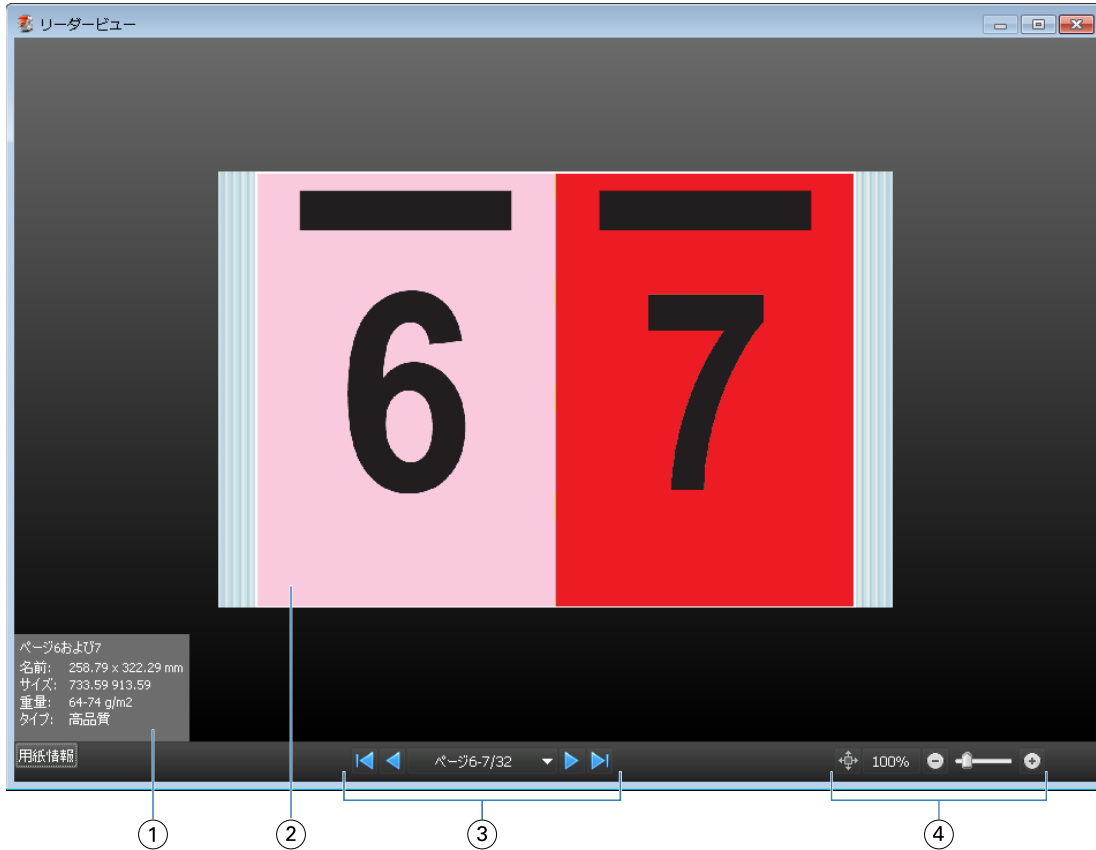 リーダービュー
6 7
ページ6および7
名前: 258.79 x 322.29 mm
サイズ: 733.59 913.59
重量: 64-74 g/m2
タイプ: 高品質
用紙情報
ページ6-7/32
100%
1 2 3 4